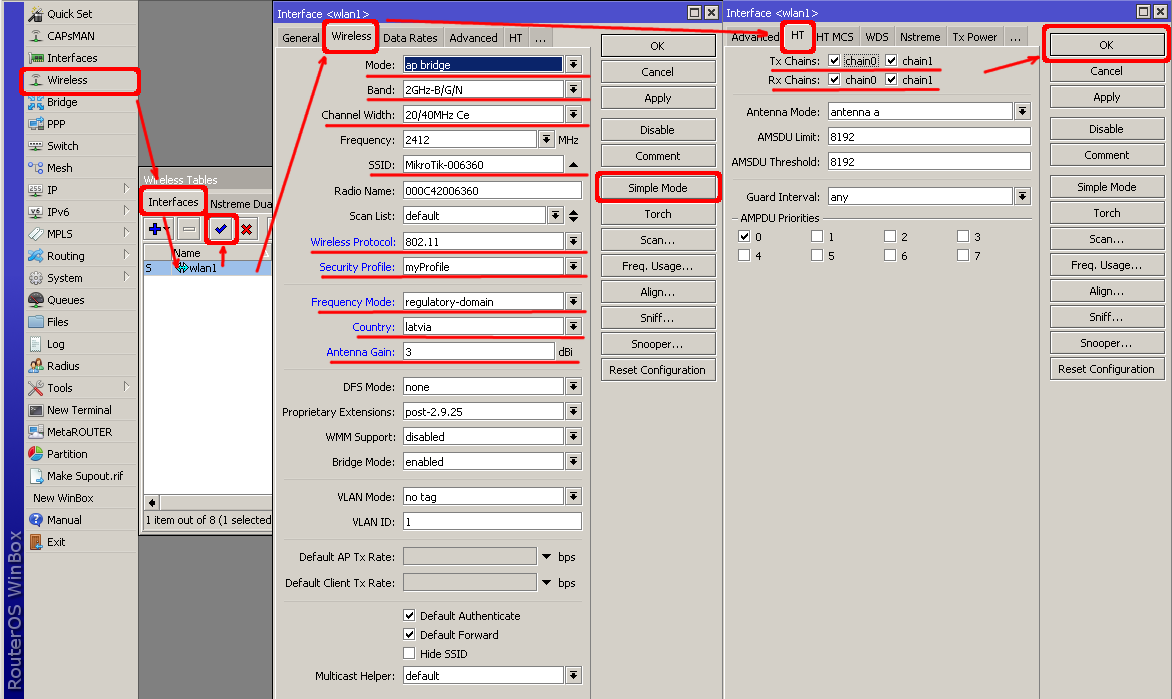 Quick Set
CAPsMAN
Interfaces
Wireless
Bridge
PPP
Switch
Mesh
IP
IPv6
MPLS
Routing
System
Queues
Files
Log
Radius
Tools
New Terminal
MetaROUTER
Partition
Make Supout.rif
New WinBox
Manual
Exit
RouterOS WinBox
Wireless Tables
Interfaces Nstreme Dua
Name
S wlan1
1 item out of 8 (1 selected
Interface <wlan1>
General Wireless Data Rates Advanced HT ...
Mode: ap bridge
Band: 2GHz-B/G/N
Channel Width: 20/40MHz Ce
Frequency: 2412 MHz
SSID: MikroTik-006360
Radio Name: 000C42006360
Scan List: default
Wireless Protocol: 802.11
Security Profile: myProfile
Frequency Mode: regulatory-domain
Country: latvia
Antenna Gain: 3 dBi
DFS Mode: none
Proprietary Extensions: post-2.9.25
WMM Support: disabled
Bridge Mode: enabled
VLAN Mode: no tag
VLAN ID: 1
Default AP Tx Rate: bps
Default Client Tx Rate: bps
Default Authenticate
Default Forward
Hide SSID
Multicast Helper: default
OK
Cancel
Apply
Disable
Comment
Simple Mode
Torch
Scan...
Freq. Usage...
Align...
Sniff...
Snooper...
Reset Configuration
Interface <wlan1>
Advanced HT HT MCS WDS Nstreme Tx Power ...
Tx Chains: chain0 chain1
Rx Chains: chain0 chain1
Antenna Mode: antenna a
AMSDU Limit: 8192
AMSDU Threshold: 8192
Guard Interval: any
AMPDU Priorities
0 1 2 3
4 5 6 7
OK
Cancel
Apply
Disable
Comment
Simple Mode
Torch
Scan...
Freq. Usage...
Align...
Sniff...
Snooper...
Reset Configuration